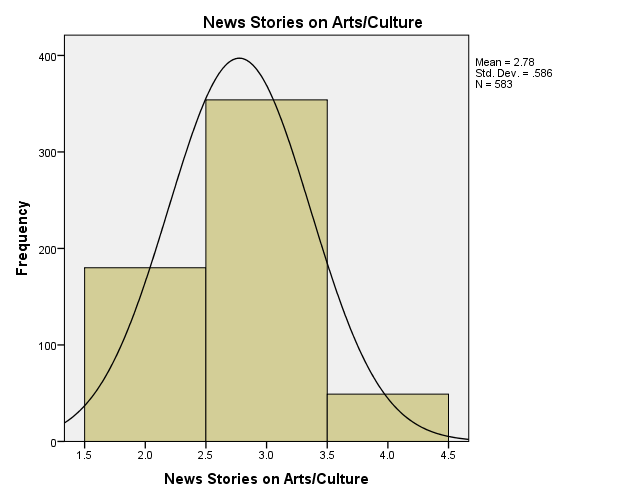 News Stories on Arts/Culture
Mean = 2.78
Std. Dev. = .586
N = 583
400
300
200
100
0
Frequency
1.5 2.0 2.5 3.0 3.5 4.0 4.5
News Stories on Arts/Culture